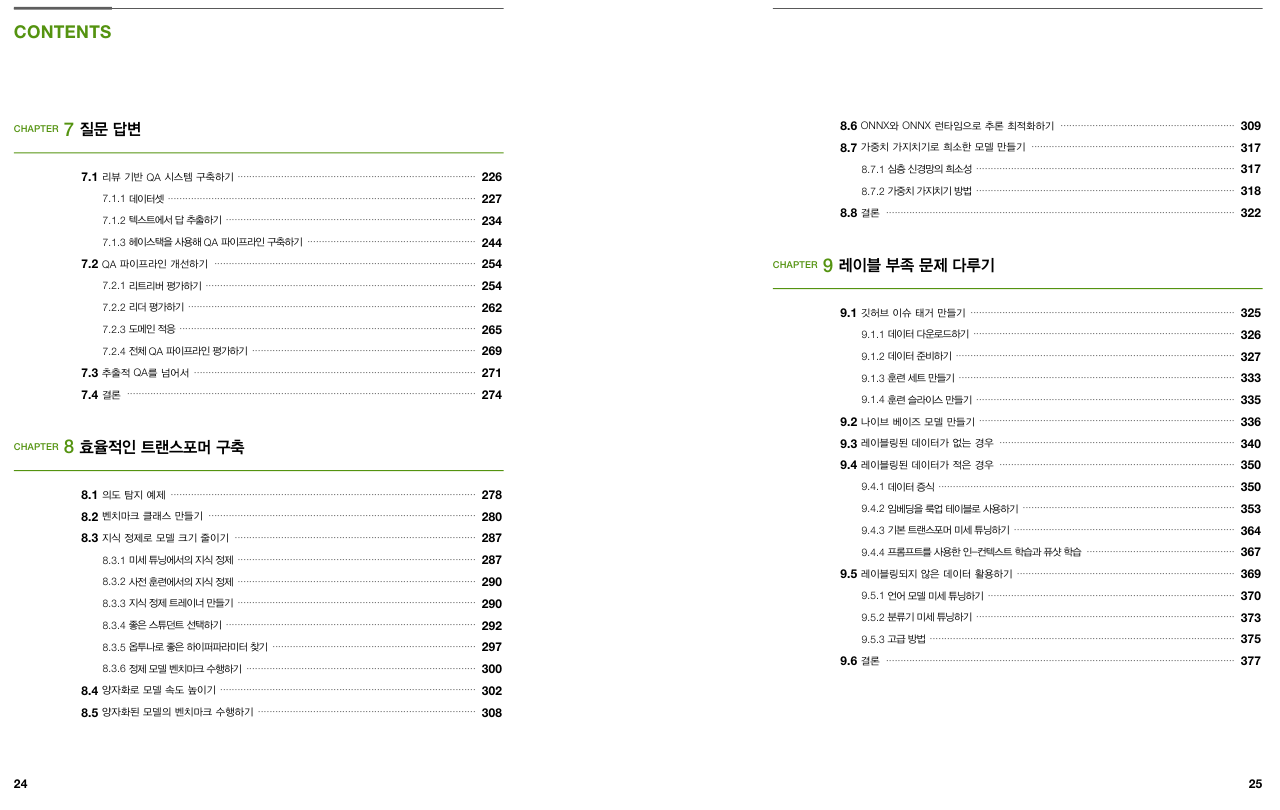 CONTENTS
CHAPTER 7 질문 답변
7.1 리뷰 기반 QA 시스템 구축하기 226
7.1.1 데이터셋 227
7.1.2 텍스트에서 답 추출하기 234
7.1.3 헤이스택을 사용해 QA 파이프라인 구축하기 244
7.2 QA 파이프라인 개선하기 254
7.2.1 리트리버 평가하기 254
7.2.2 리더 평가하기 262
7.2.3 도메인 적응 265
7.2.4 전체 QA 파이프라인 평가하기 269
7.3 추출적 QA를 넘어서 271
7.4 결론 274
CHAPTER 8 효율적인 트랜스포머 구축
8.1 의도 탐지 예제 278
8.2 벤치마크 클래스 만들기 280
8.3 지식 정제로 모델 크기 줄이기 287
8.3.1 미세 튜닝에서의 지식 정제 287
8.3.2 사전 훈련에서의 지식 정제 290
8.3.3 지식 정제 트레이너 만들기 290
8.3.4 좋은 스튜던트 선택하기 292
8.3.5 옵투나로 좋은 하이퍼파라미터 찾기 297
8.3.6 정제 모델 벤치마크 수행하기 300
8.4 양자화로 모델 속도 높이기 302
8.5 양자화된 모델의 벤치마크 수행하기 308
24
8.6 ONNX와 ONNX 런타임으로 추론 최적화하기 309
8.7 가중치 가지치기로 희소한 모델 만들기 317
8.7.1 심층 신경망의 희소성 317
8.7.2 가중치 가지치기 방법 318
8.8 결론 322
CHAPTER 9 레이블 부족 문제 다루기
9.1 깃허브 이슈 태거 만들기 325
9.1.1 데이터 다운로드하기 326
9.1.2 데이터 준비하기 327
9.1.3 훈련 세트 만들기 333
9.1.4 훈련 슬라이스 만들기 335
9.2 나이브 베이즈 모델 만들기 336
9.3 레이블링된 데이터가 없는 경우 340
9.4 레이블링된 데이터가 적은 경우 350
9.4.1 데이터 증식 350
9.4.2 임베딩을 룩업 테이블로 사용하기 353
9.4.3 기본 트랜스포머 미세 튜닝하기 364
9.4.4 프롬프트를 사용한 인-컨텍스트 학습과 퓨샷 학습 367
9.5 레이블링되지 않은 데이터 활용하기 369
9.5.1 언어 모델 미세 튜닝하기 370
9.5.2 분류기 미세 튜닝하기 373
9.5.3 고급 방법 375
9.6 결론 377
25